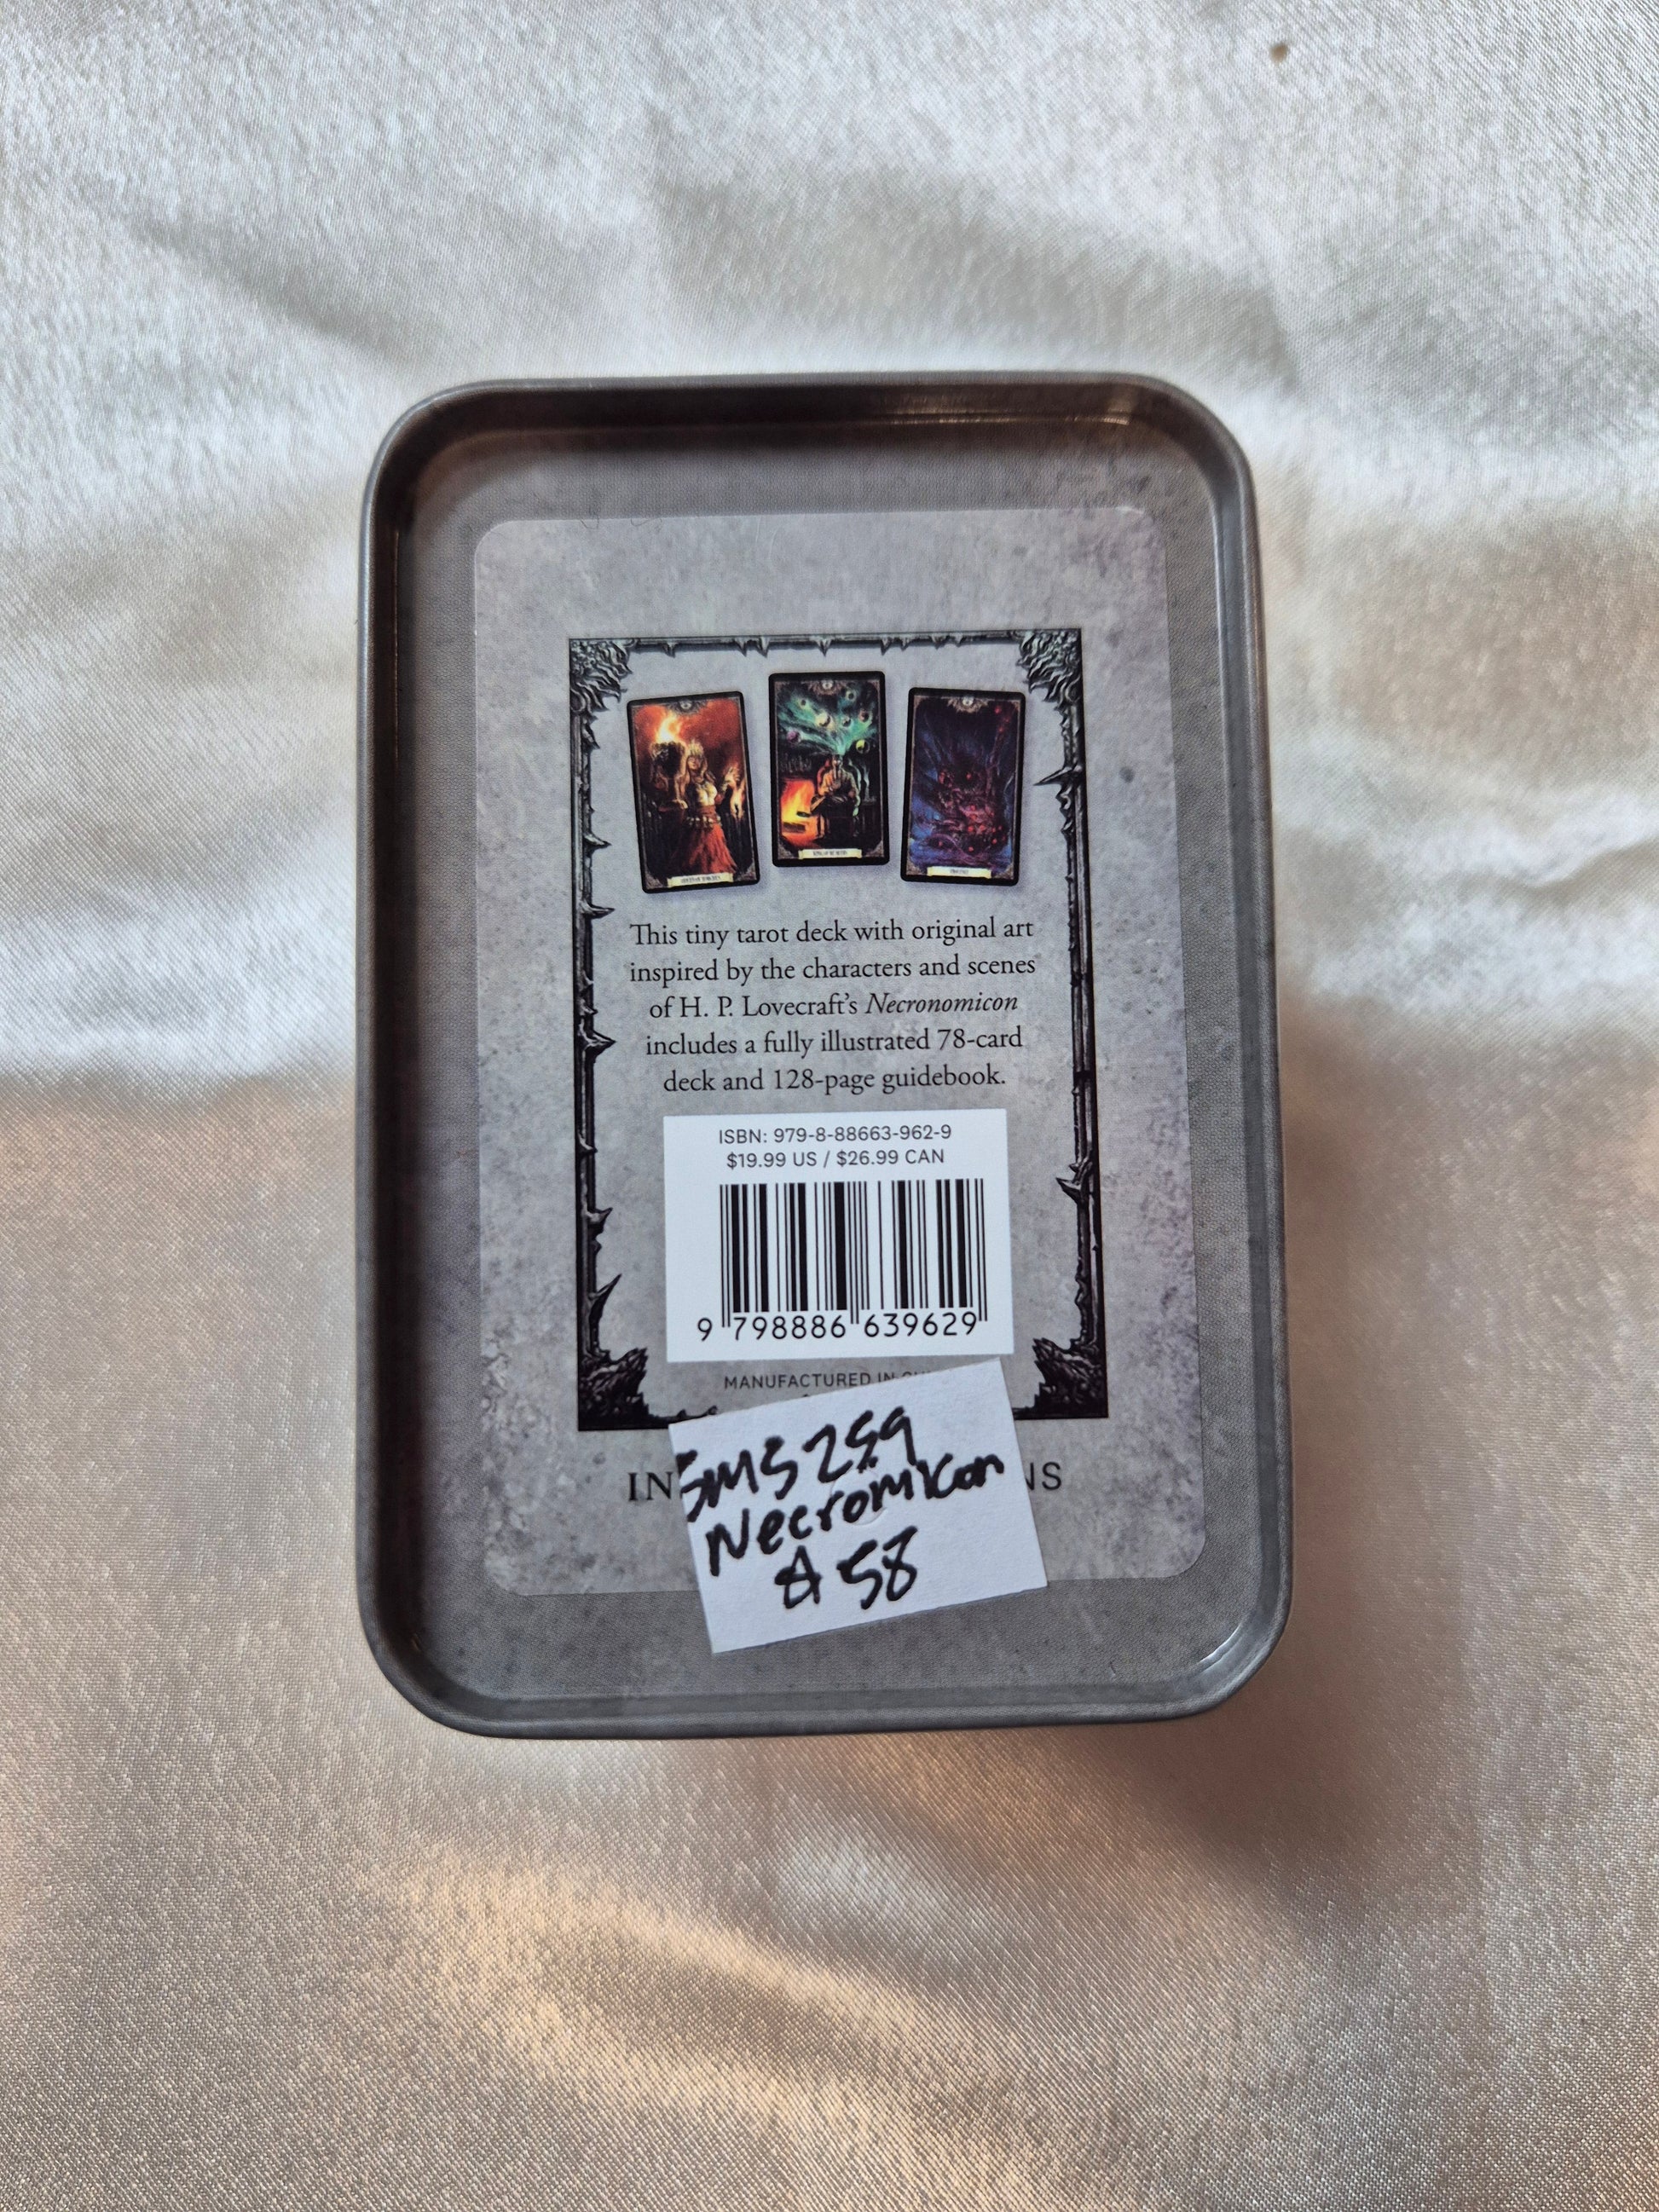 This tiny tarot deck with original art
inspired by the characters and scenes
of H. P. Lovecraft's Necronomicon
includes a fully illustrated 78-card
deck and 128-page guidebook.
ISBN: 979-8-88663-962-9
$19.99 US / $26.99 CAN
9 798886 639629
MANUFACTURED IN
SMS 259
Necromicon
58